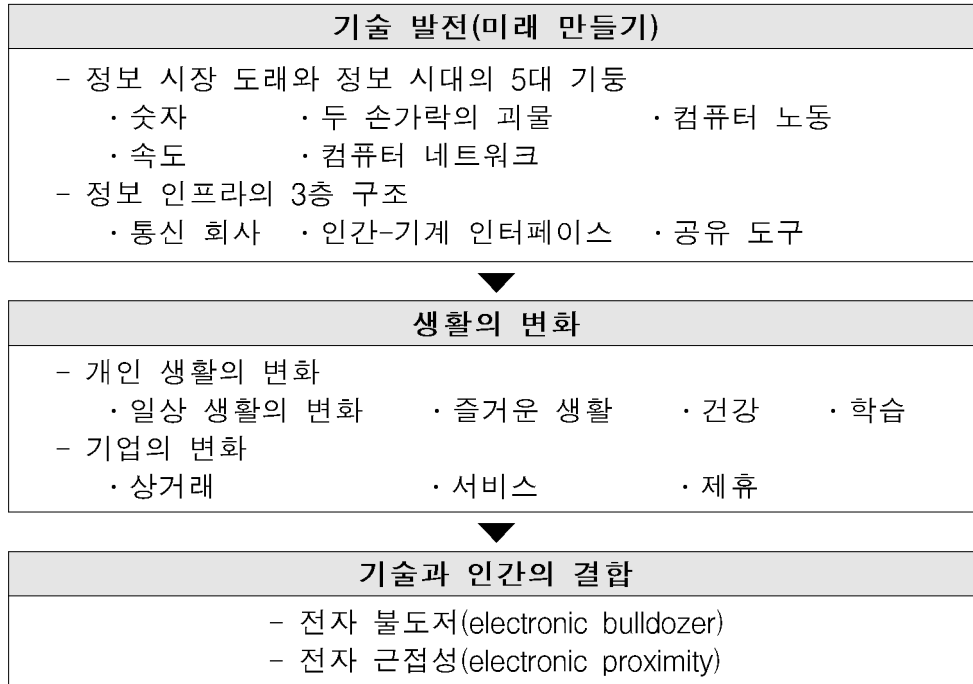 기술 발전(미래 만들기)
- 정보 시장 도래와 정보 시대의 5대 기둥
· 숫자 · 두 손가락의 괴물 · 컴퓨터 노동
· 속도 · 컴퓨터 네트워크
- 정보 인프라의 3층 구조
· 통신 회사 · 인간-기계 인터페이스 · 공유 도구
생활의 변화
- 개인 생활의 변화
· 일상 생활의 변화 · 즐거운 생활 · 건강 · 학습
- 기업의 변화
· 상거래 · 서비스 · 제휴
기술과 인간의 결합
- 전자 불도저(electronic bulldozer)
- 전자 근접성(electronic proximity)